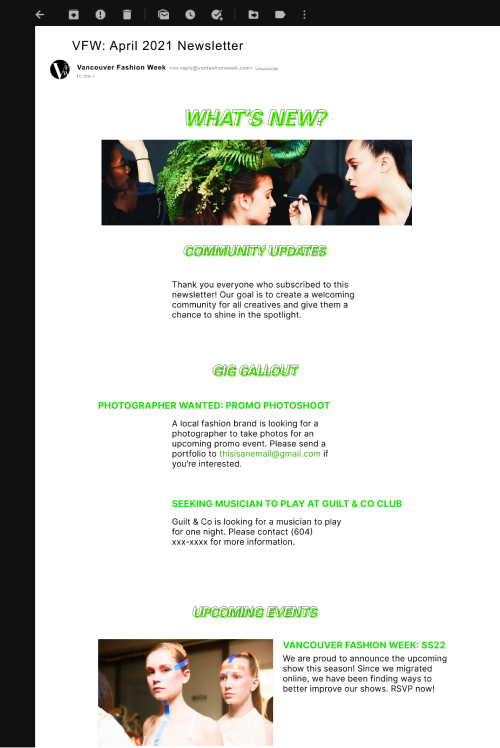 VFW: April 2021 Newsletter
Vancouver Fashion Week <no-reply@vanfashionweek.com> Unsubscribe
to me
WHAT'S NEW?
COMMUNITY UPDATES
Thank you everyone who subscribed to this
newsletter! Our goal is to create a welcoming
community for all creatives and give them a
chance to shine in the spotlight.
GIG CALLOUT
PHOTOGRAPHER WANTED: PROMO PHOTOSHOOT
A local fashion brand is looking for a
photographer to take photos for an
upcoming promo event. Please send a
portfolio to thisisanemail@gmail.com if
you're interested.
SEEKING MUSICIAN TO PLAY AT GUILT & CO CLUB
Guilt & Co is looking for a musician to play
for one night. Please contact (604)
xxx-xxxx for more information.
UPCOMING EVENTS
VANCOUVER FASHION WEEK: SS22
We are proud to announce the upcoming
show this season! Since we migrated
online, we have been finding ways to
better improve our shows. RSVP now!